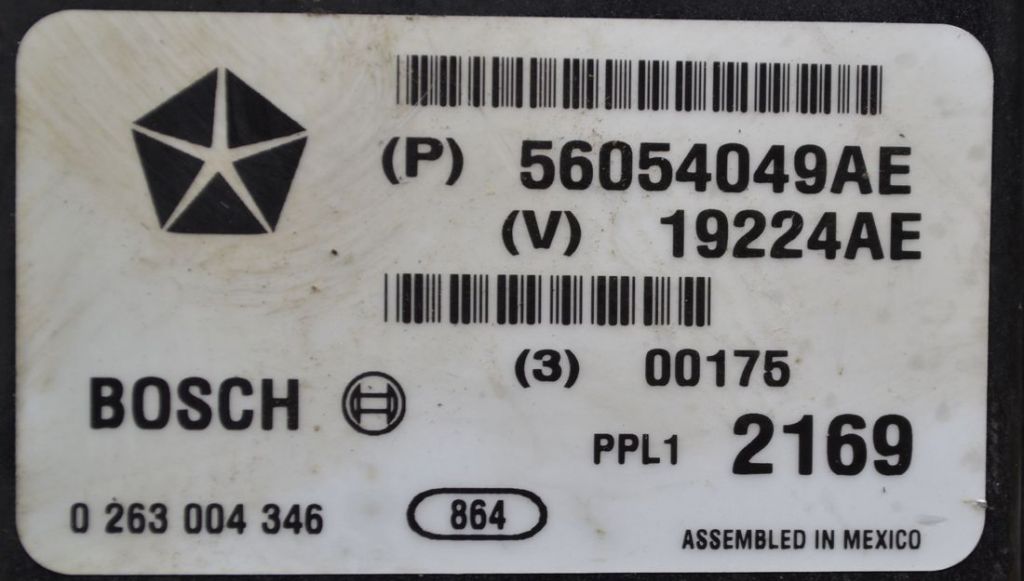 (P) 56054049AE
(V) 19224AE
(3) 00175
BOSCH
PPL1 2169
0 263 004 346
864
ASSEMBLED IN MEXICO